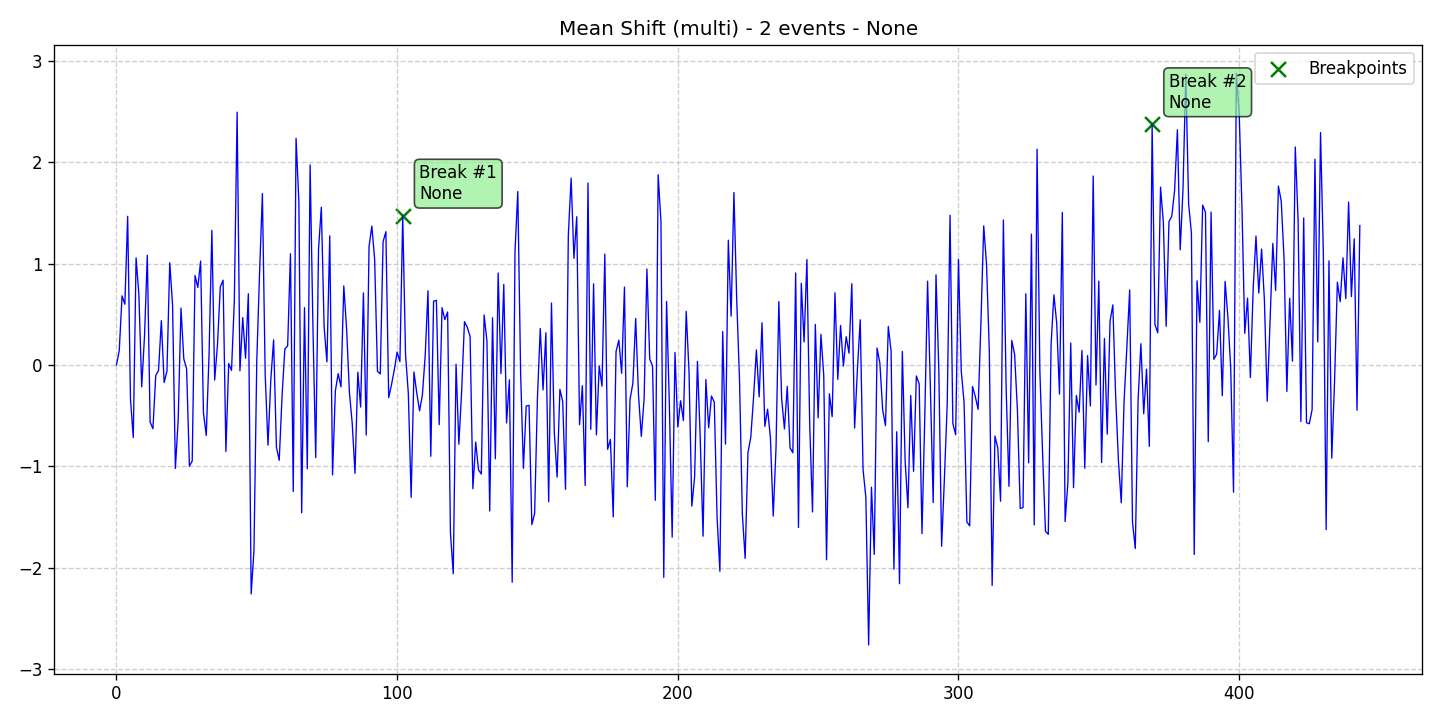 Mean Shift (multi) - 2 events - None
3
2
1
0
−1
−2
−3
Break #1
None
Break #2
None
Breakpoints
0
100
200
300
400